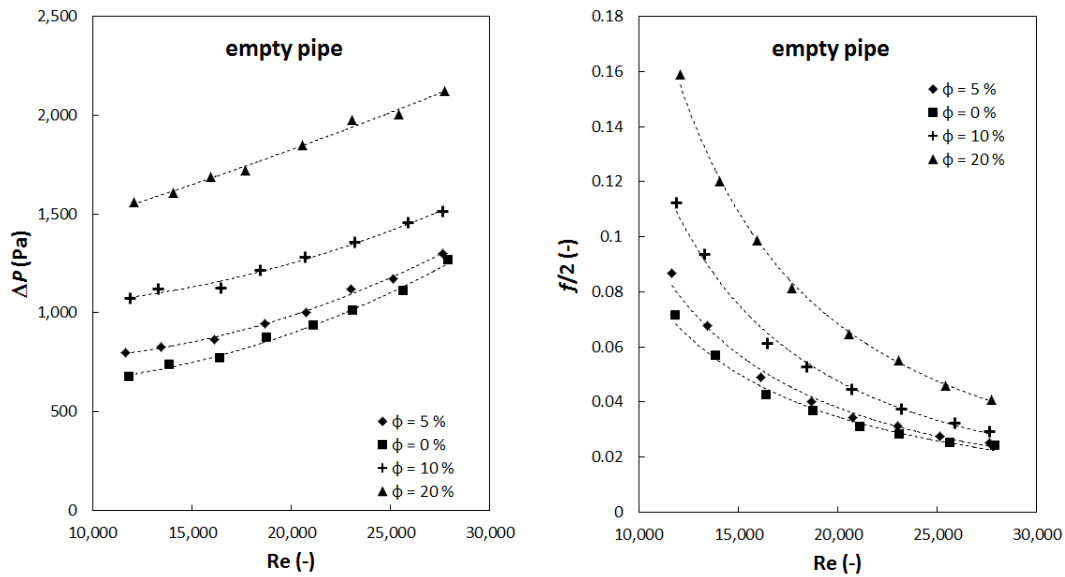 empty pipe
2,500
2,000
1,500
1,000
500
0
ΔP (Pa)
10,000 15,000 20,000 25,000 30,000
Re (-)
ϕ = 5 %
ϕ = 0 %
ϕ = 10 %
ϕ = 20 %
empty pipe
0.18
0.16
0.14
0.12
0.1
0.08
0.06
0.04
0.02
0
f/2 (-)
10,000 15,000 20,000 25,000 30,000
Re (-)
ϕ = 5 %
ϕ = 0 %
ϕ = 10 %
ϕ = 20 %